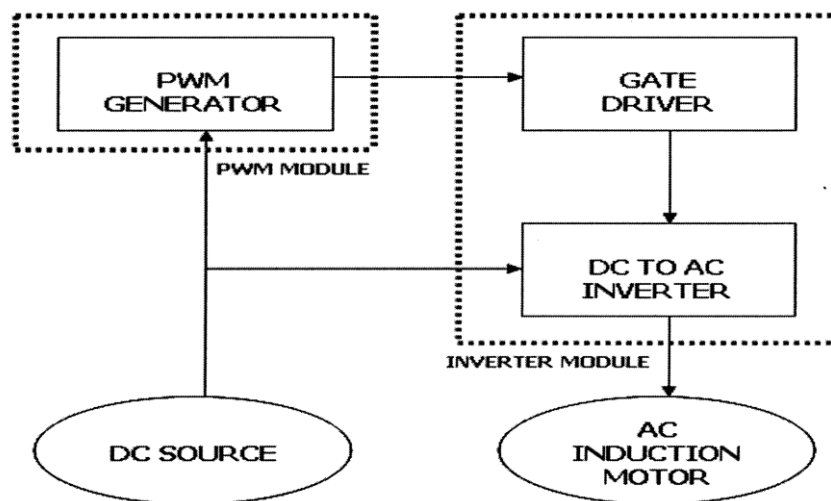 PWM
GENERATOR
GATE
DRIVER
PWM MODULE
DC TO AC
INVERTER
INVERTER MODULE
DC SOURCE
AC
INDUCTION
MOTOR